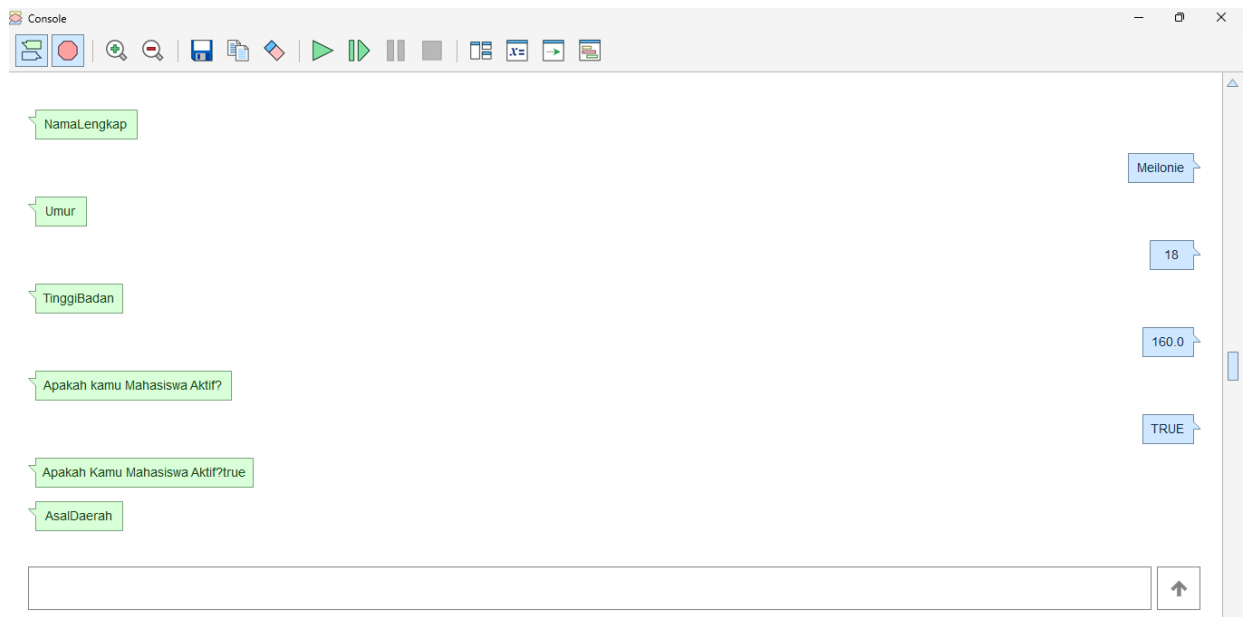 Console
x=
NamaLengkap
Meilonie
Umur
18
TinggiBadan
160.0
Apakah kamu Mahasiswa Aktif?
TRUE
Apakah Kamu Mahasiswa Aktif?true
AsalDaerah